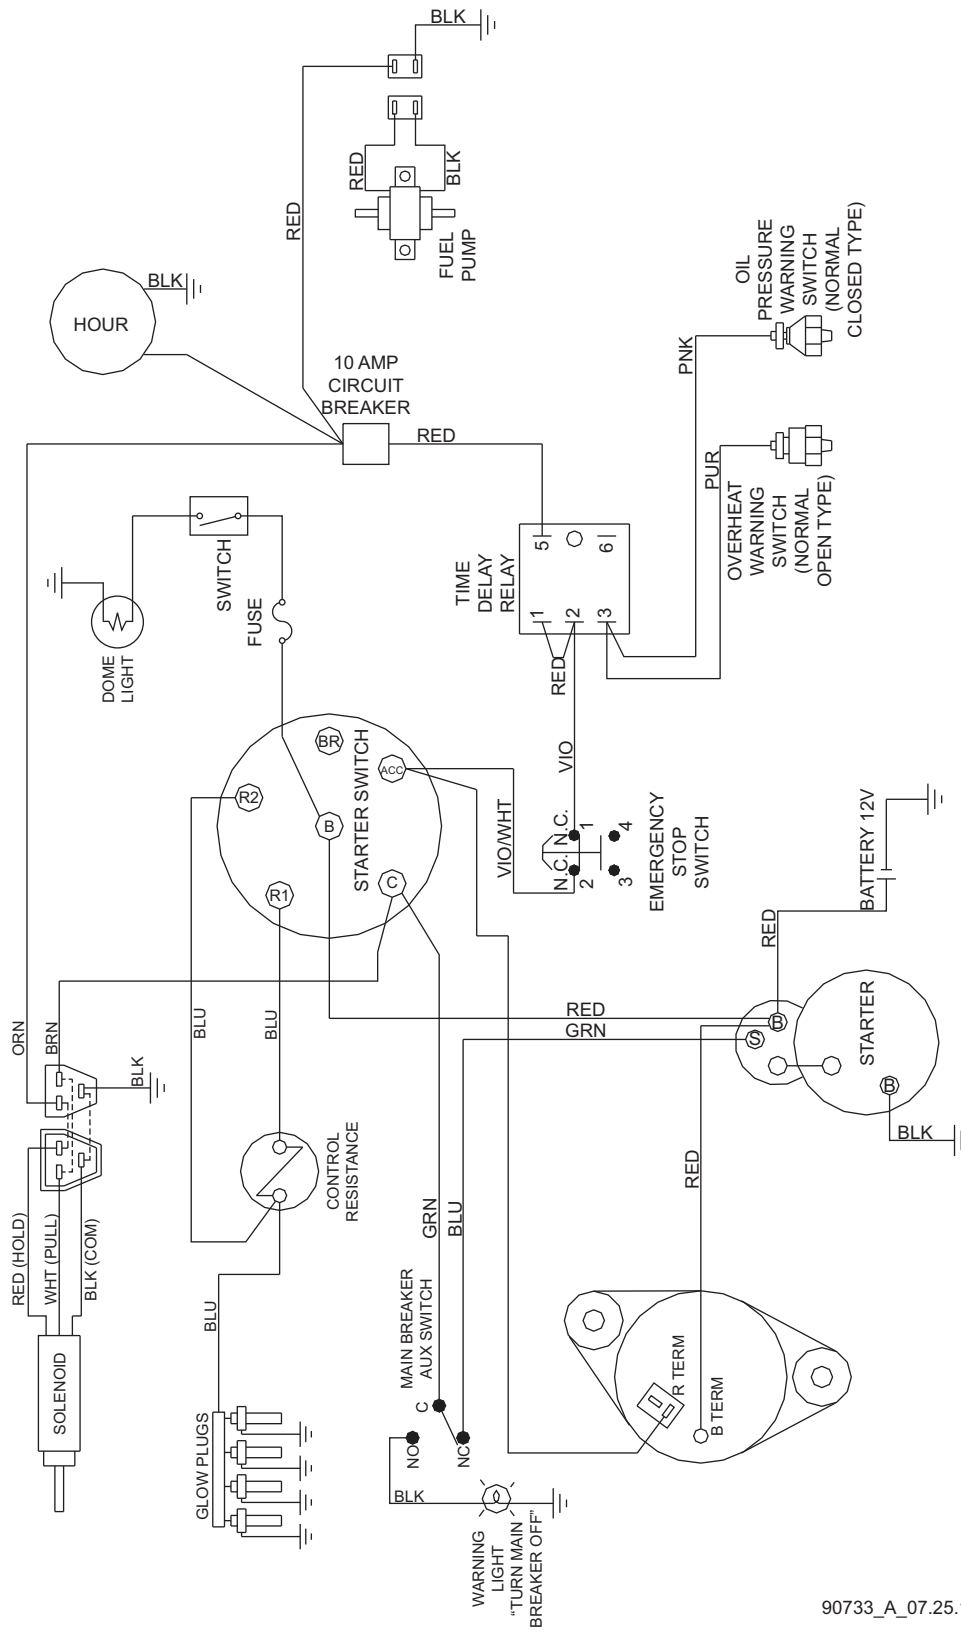 BLK
RED
BLK
FUEL
PUMP
RED
HOUR
BLK
10 AMP
CIRCUIT
BREAKER
RED
OIL
PRESSURE
WARNING
SWITCH
(NORMAL
CLOSED TYPE)
PNK
PUR
OVERHEAT
WARNING
SWITCH
(NORMAL
OPEN TYPE)
SWITCH
FUSE
DOME
LIGHT
TIME
DELAY
RELAY
5
6
1
2
3
RED
VIO
STARTER SWITCH
BR
ACC
R2
B
R1
C
VIO/WHT
N.C.
N.C.
1
2
3
4
EMERGENCY
STOP
SWITCH
BATTERY 12V
RED
ORN
BRN
BLU
BLU
RED
GRN
B
S
STARTER
B
BLK
BLK
CONTROL
RESISTANCE
RED
GRN
BLU
RED (HOLD)
WHT (PULL)
BLK (COM)
SOLENOID
BLU
GLOW PLUGS
MAIN BREAKER
AUX SWITCH
C
NO
NC
BLK
WARNING
LIGHT
"TURN MAIN
BREAKER OFF"
R TERM
B TERM
90733_A_07.25.